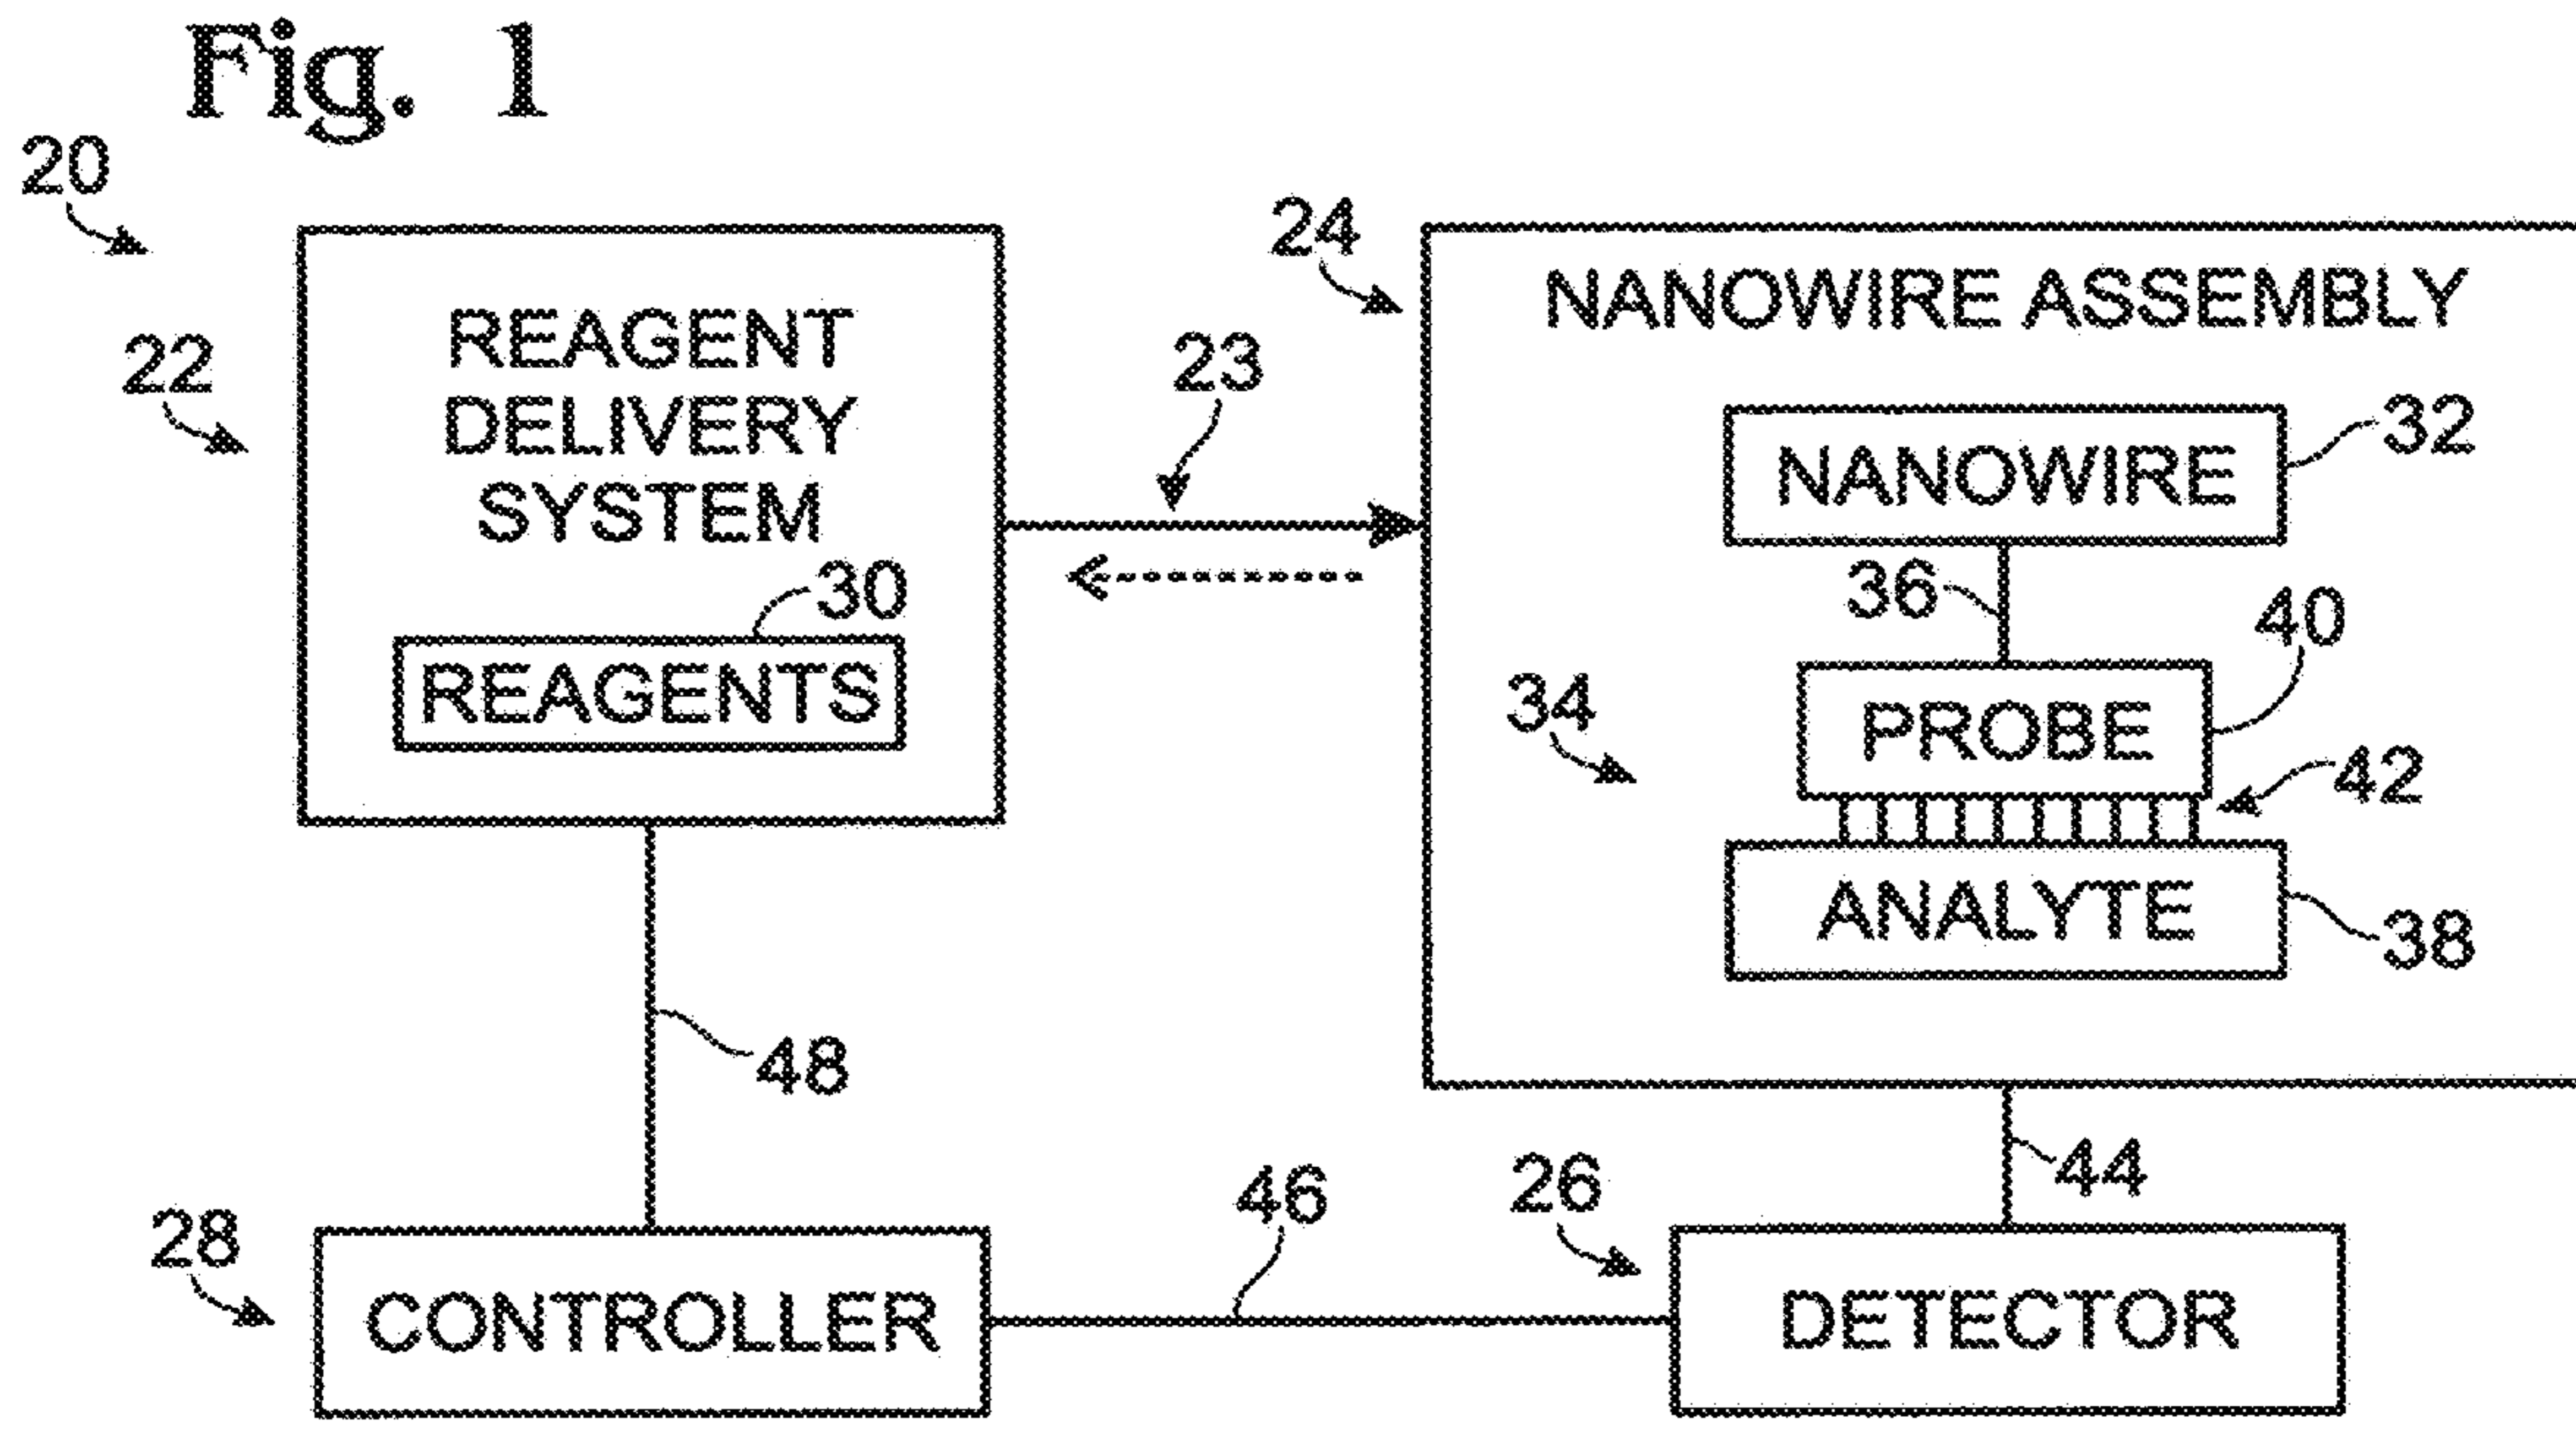 Fig. 1
20
22
REAGENT
DELIVERY
SYSTEM
30
REAGENTS
23
24
NANOWIRE ASSEMBLY
NANOWIRE
32
36
40
34
PROBE
42
ANALYTE
38
48
44
46
26
28
CONTROLLER
DETECTOR